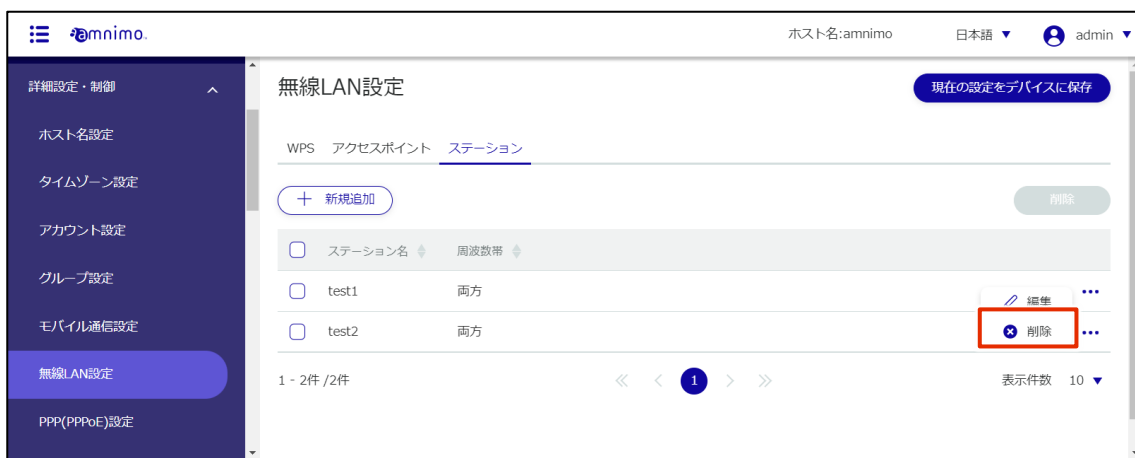 amnimo.
ホスト名:amnimo 日本語 ▼ admin ▼
詳細設定・制御
ホスト名設定
タイムゾーン設定
アカウント設定
グループ設定
モバイル通信設定
無線LAN設定
PPP(PPPoE)設定
無線LAN設定
現在の設定をデバイスに保存
WPS アクセスポイント ステーション
+ 新規追加
削除
ステーション名 周波数帯
test1 両方 •••
編集
test2 両方 •••
削除
1 - 2件 /2件
≪ < 1 > ≫
表示件数 10 ▼